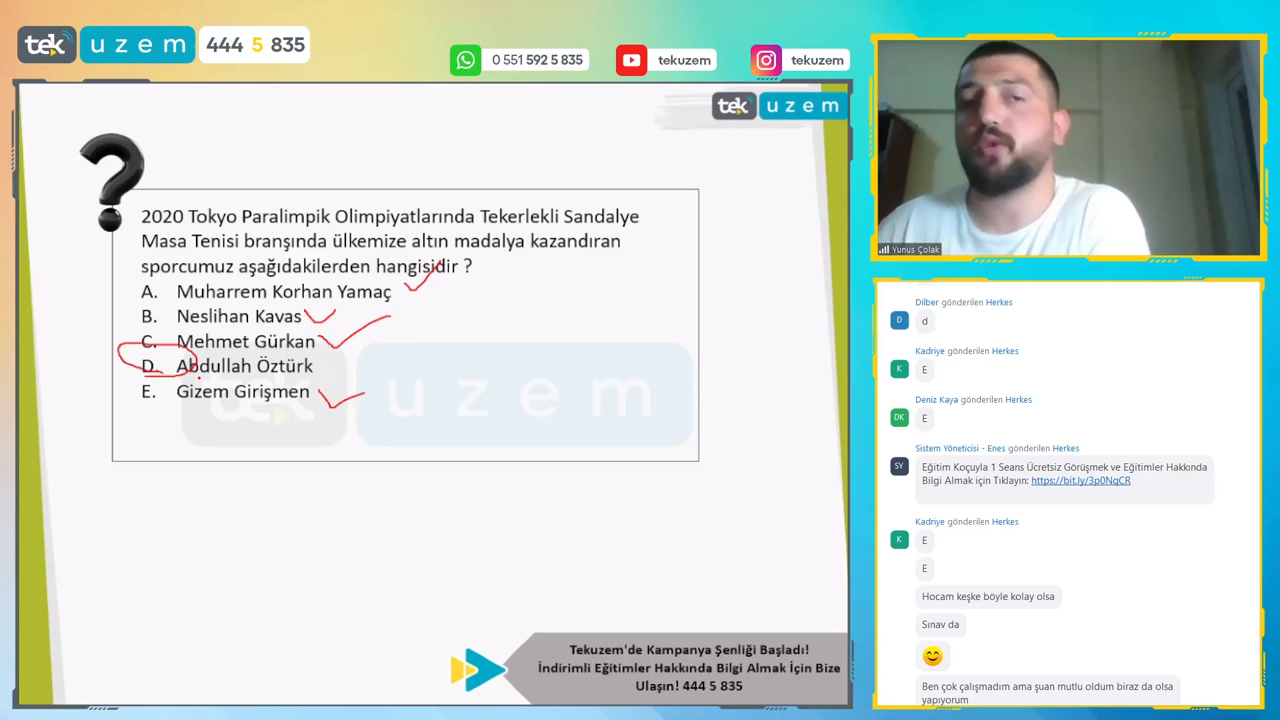 tek uzem 444 5 835
0 551 592 5 835
tekuzem
tekuzem
tek uzem
2020 Tokyo Paralimpik Olimpiyatlarında Tekerlekli Sandalye
Masa Tenisi branşında ülkemize altın madalya kazandıran
sporcumuz aşağıdakilerden hangisidir ?
A. Muharrem Korhan Yamaç
B. Neslihan Kavas
C. Mehmet Gürkan
D. Abdullah Öztürk
E. Gizem Girişmen
tek uzem
Tekuzem'de Kampanya Şenliği Başladı!
İndirimli Eğitimler Hakkında Bilgi Almak İçin Bize
Ulaşın! 444 5 835
Yunus Çolak
Dilber gönderilen Herkes
D d
Kadriye gönderilen Herkes
K E
Deniz Kaya gönderilen Herkes
DK E
Sistem Yöneticisi - Enes gönderilen Herkes
SY Eğitim Koçuyla 1 Seans Ücretsiz Görüşmek ve Eğitimler Hakkında
Bilgi Almak için Tıklayın: https://bit.ly/3p0NqCR
Kadriye gönderilen Herkes
K E
E
Hocam keşke böyle kolay olsa
Sınav da
Ben çok çalışmadım ama şuan mutlu oldum biraz da olsa
yapıyorum